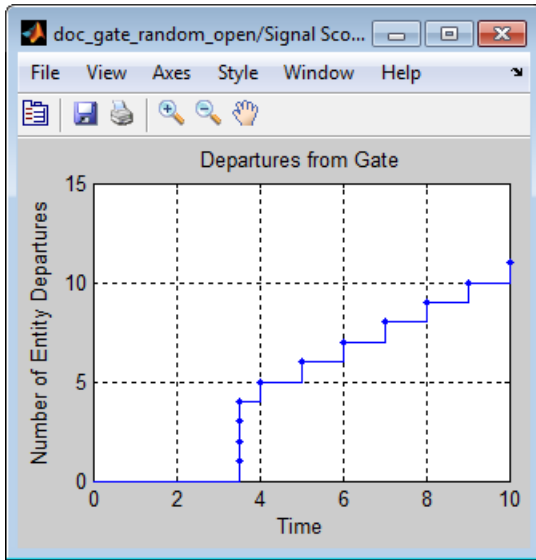 doc_gate_random_open/Signal Sco...
File View Axes Style Window Help
Departures from Gate
Number of Entity Departures
15
10
5
0
0 2 4 6 8 10
Time